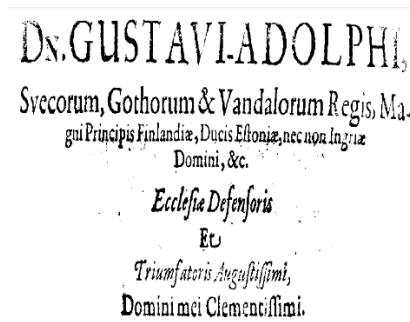 DN. GUSTAVI-ADOLPHI,
Svecorum, Gothorum & Vandalorum Regis, Ma-
gni Principis Finlandiæ, Ducis Eſtoniæ, nec non Ingriæ
Domini, &c.
Eccleſiæ Defenſoris
Et
Triumfatoris Auguſtiſſimi,
Domini mei Clementiſſimi.